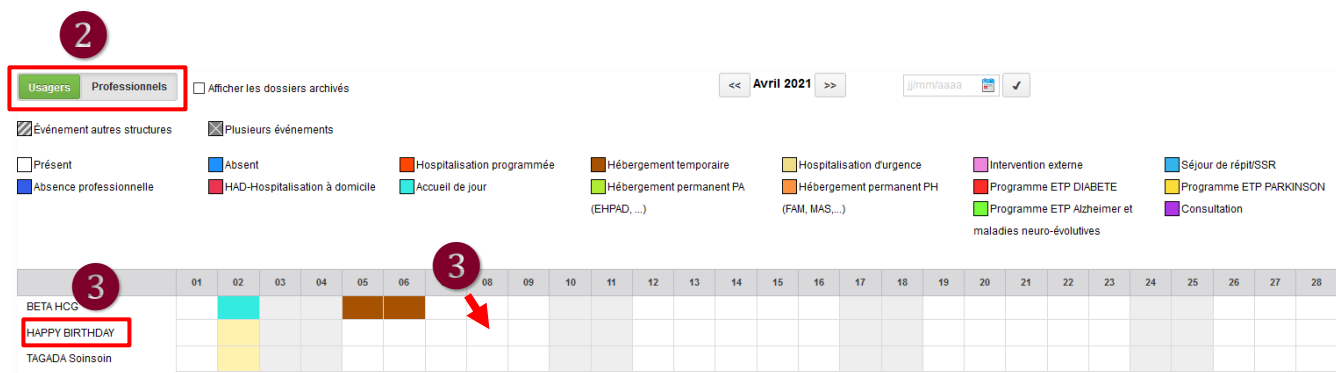 2
Usagers Professionnels Afficher les dossiers archivés << Avril 2021 >> jj/mm/aaaa
Événement autres structures Plusieurs événements
Présent Absent Hospitalisation programmée Hébergement temporaire Hospitalisation d'urgence Intervention externe Séjour de répit/SSR
Absence professionnelle HAD-Hospitalisation à domicile Accueil de jour Hébergement permanent PA Hébergement permanent PH Programme ETP DIABETE Programme ETP PARKINSON
(EHPAD, ...) (FAM, MAS,...) Programme ETP Alzheimer et Consultation
maladies neuro-évolutives
3
01 02 03 04 05 06 08 09 10 11 12 13 14 15 16 17 18 19 20 21 22 23 24 25 26 27 28
3
BETA HCG
HAPPY BIRTHDAY
TAGADA Soinsoin